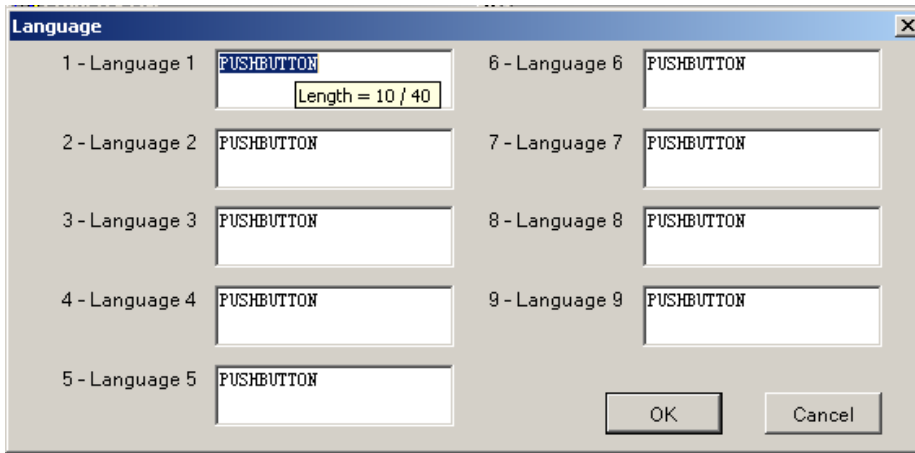 Language
1 - Language 1 PUSHBUTTON
Length = 10 / 40
6 - Language 6 PUSHBUTTON
2 - Language 2 PUSHBUTTON
7 - Language 7 PUSHBUTTON
3 - Language 3 PUSHBUTTON
8 - Language 8 PUSHBUTTON
4 - Language 4 PUSHBUTTON
9 - Language 9 PUSHBUTTON
5 - Language 5 PUSHBUTTON
OK
Cancel